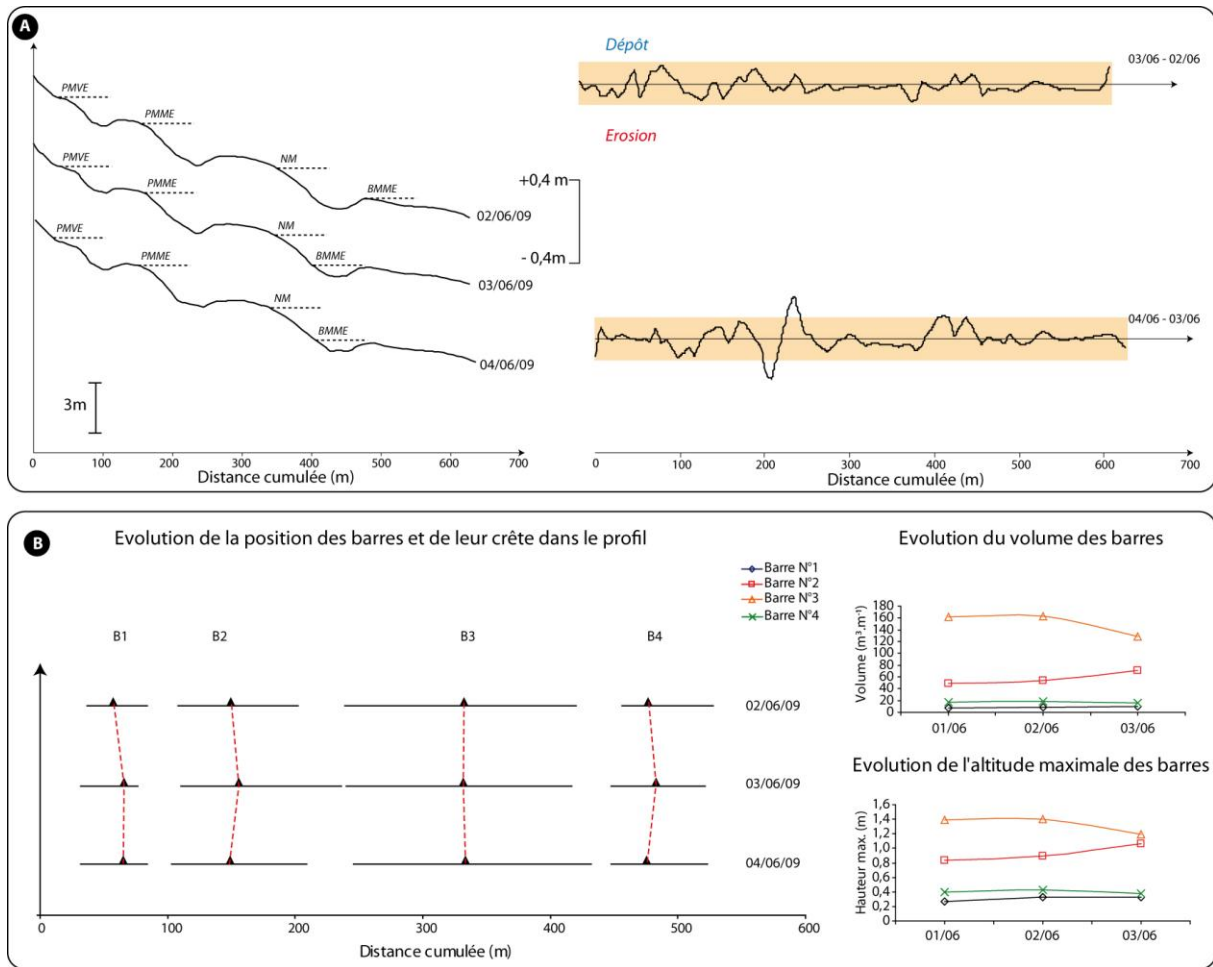 A
PMVE
PMME
NM
BMME
02/06/09
PMVE
PMME
NM
BMME
03/06/09
PMVE
PMME
NM
BMME
04/06/09
3m
0 100 200 300 400 500 600 700
Distance cumulée (m)
+0,4 m
- 0,4m
Dépôt
03/06 - 02/06
Erosion
04/06 - 03/06
0 100 200 300 400 500 600 700
Distance cumulée (m)
B
Evolution de la position des barres et de leur crête dans le profil
B1 B2 B3 B4
02/06/09
03/06/09
04/06/09
0 100 200 300 400 500 600
Distance cumulée (m)
Barre N°1
Barre N°2
Barre N°3
Barre N°4
Evolution du volume des barres
Volume (m³.m⁻¹)
180
160
140
120
100
80
60
40
20
0
01/06 02/06 03/06
Evolution de l'altitude maximale des barres
Hauteur max. (m)
1,6
1,4
1,2
1,0
0,8
0,6
0,4
0,2
0
01/06 02/06 03/06